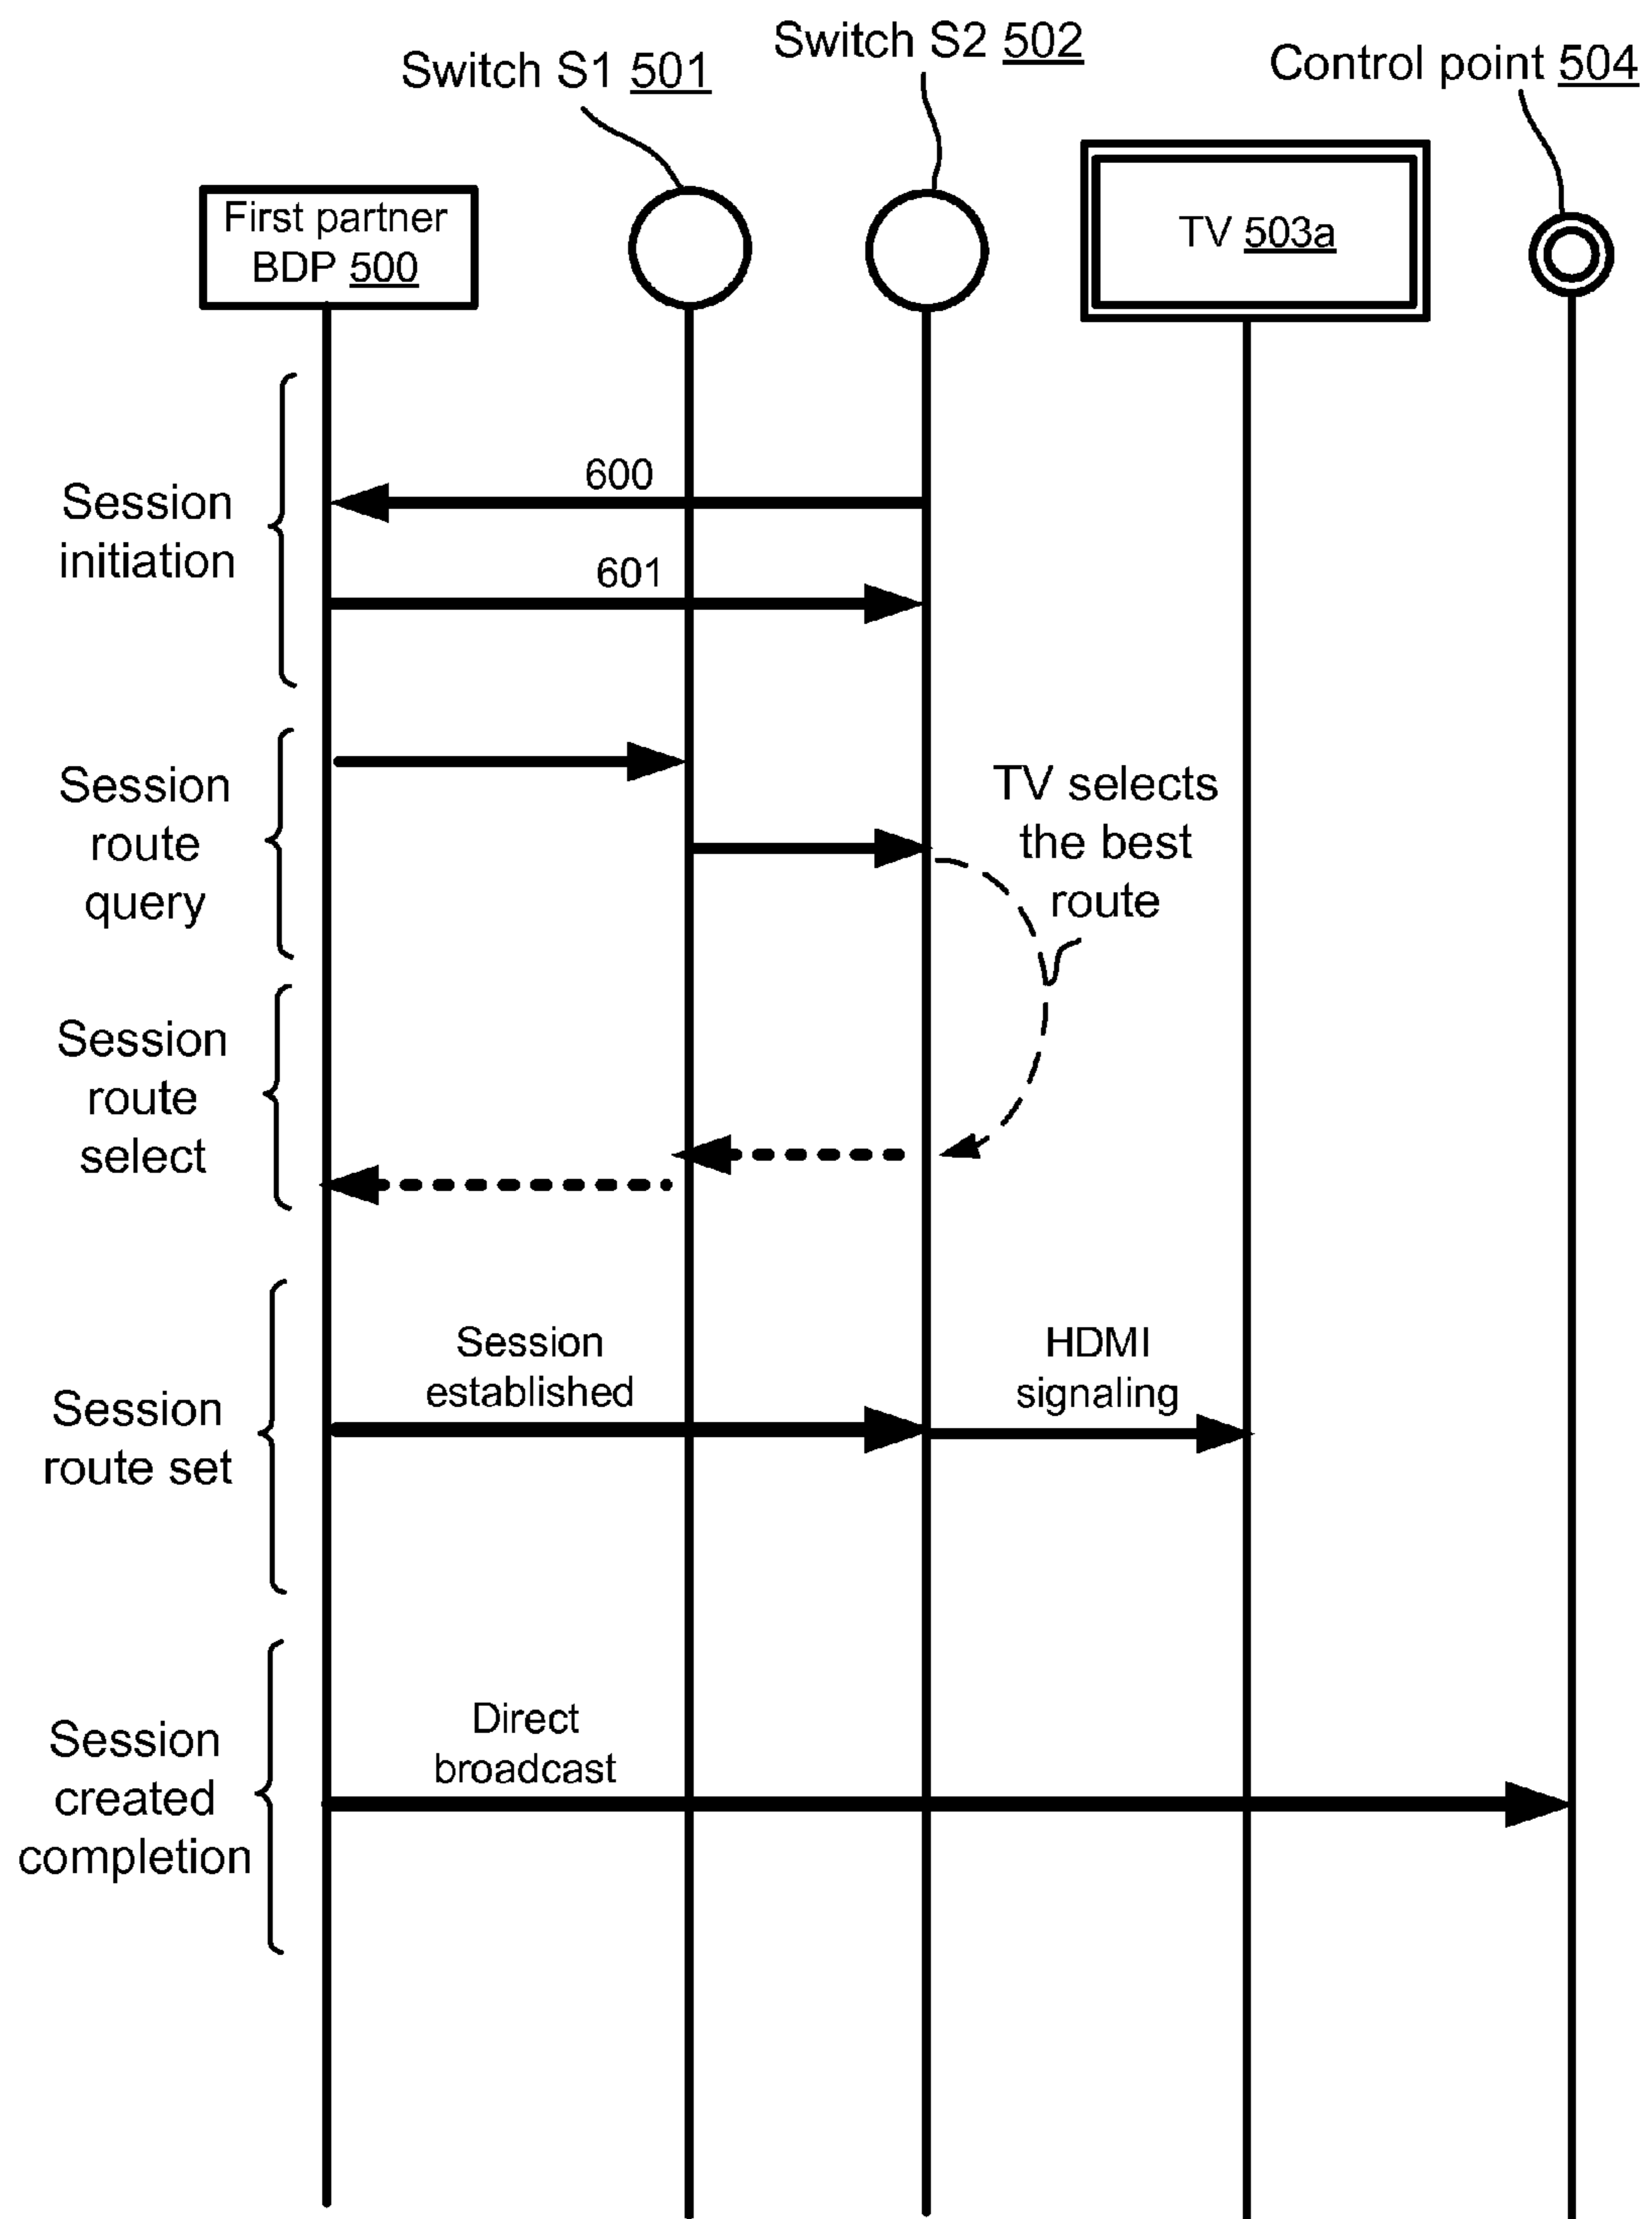 Switch S1 501
Switch S2 502
Control point 504
First partner
BDP 500
TV 503a
Session
initiation
600
601
Session
route
query
TV selects
the best
route
Session
route
select
Session
route set
Session
established
HDMI
signaling
Session
created
completion
Direct
broadcast